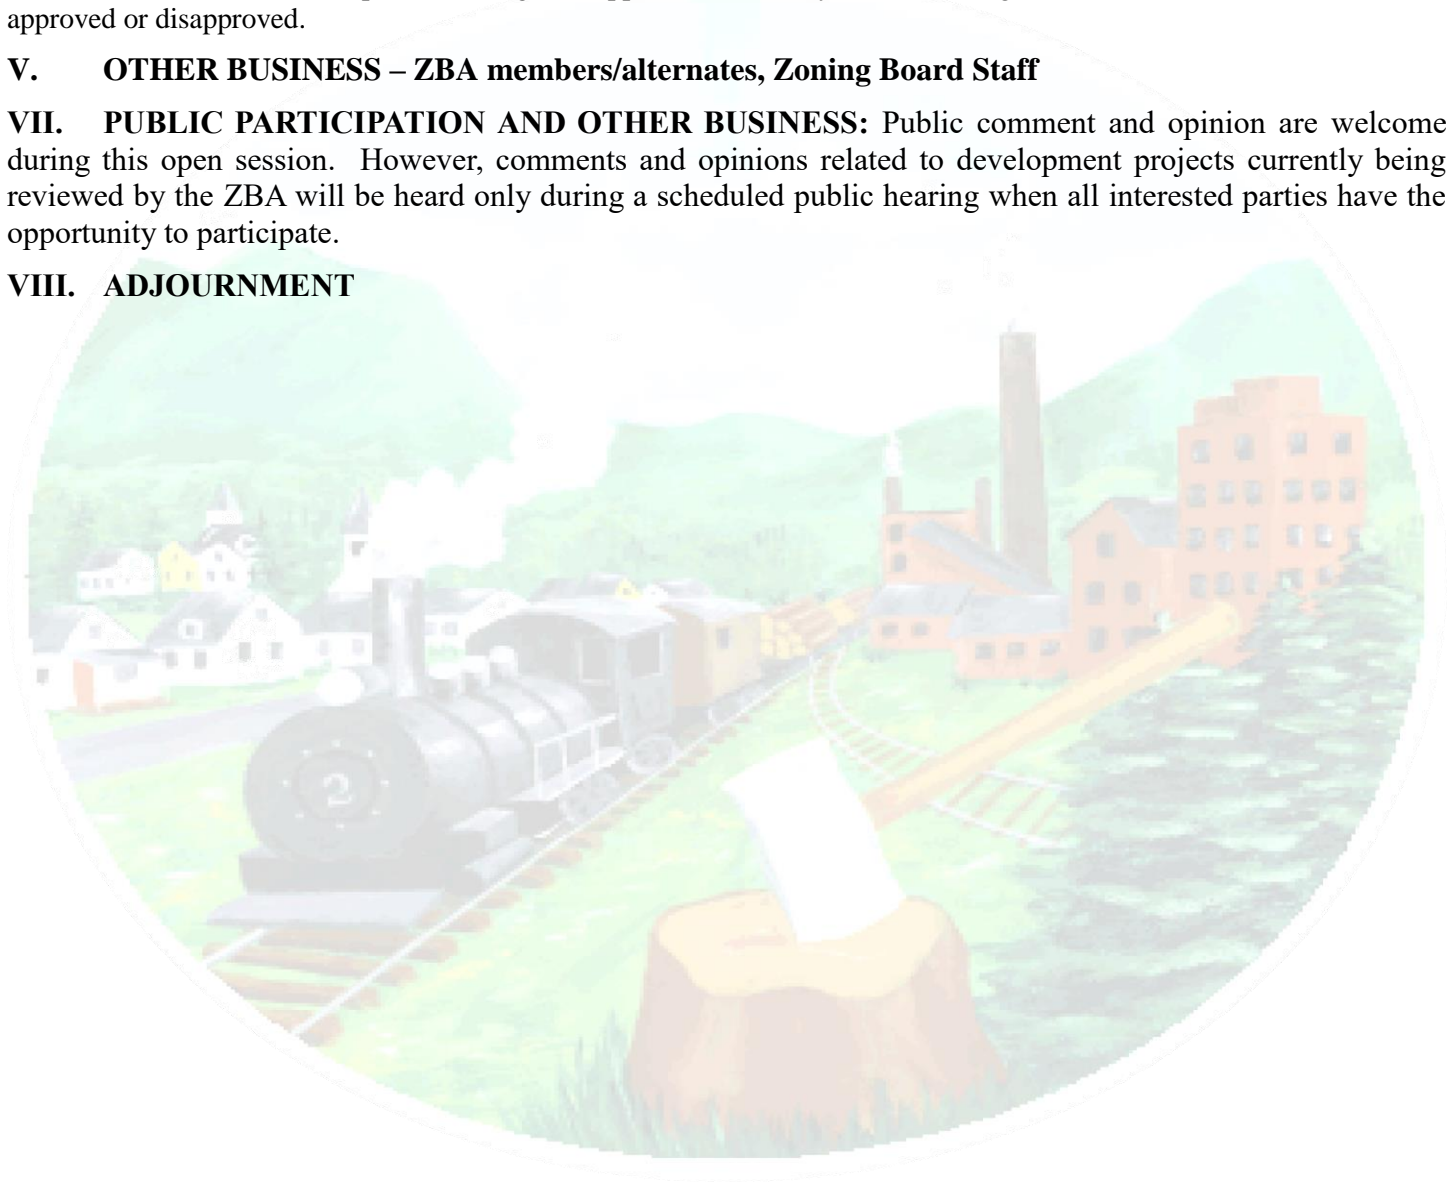 approved or disapproved.
V. OTHER BUSINESS – ZBA members/alternates, Zoning Board Staff
VII. PUBLIC PARTICIPATION AND OTHER BUSINESS: Public comment and opinion are welcome
during this open session. However, comments and opinions related to development projects currently being
reviewed by the ZBA will be heard only during a scheduled public hearing when all interested parties have the
opportunity to participate.
VIII. ADJOURNMENT
2